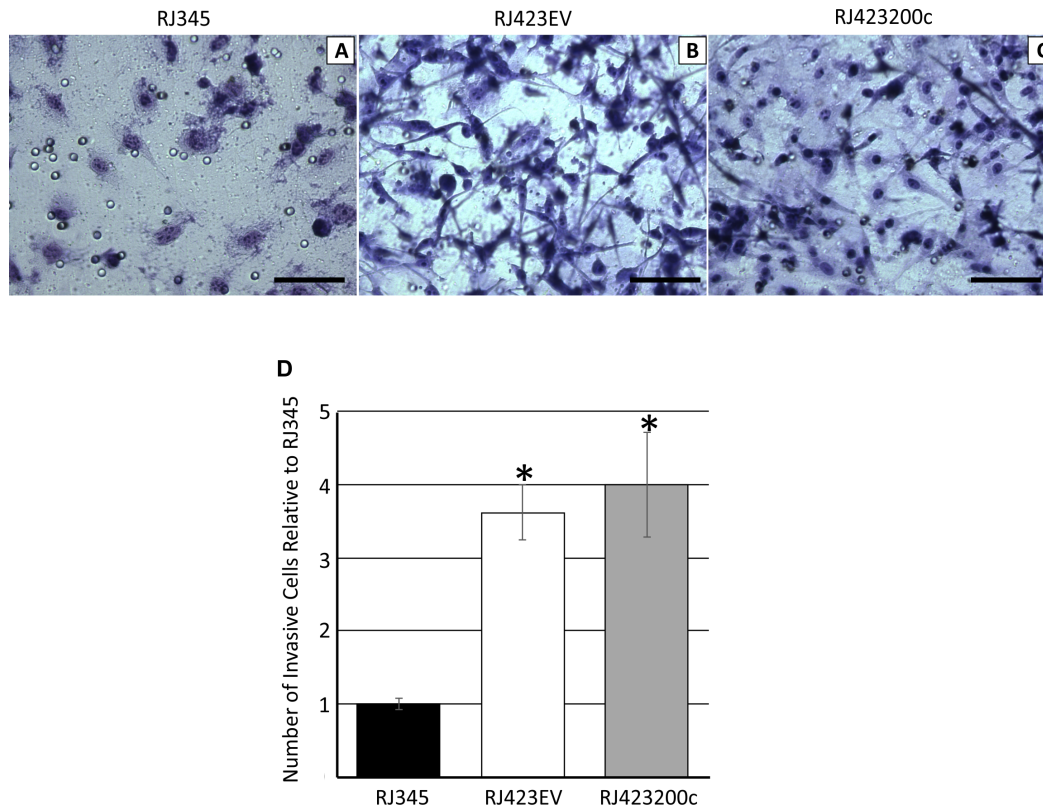 RJ345
RJ423EV
RJ423200c
A
B
C
D
Number of Invasive Cells Relative to RJ345
5
4
3
2
1
*
*
RJ345
RJ423EV
RJ423200c